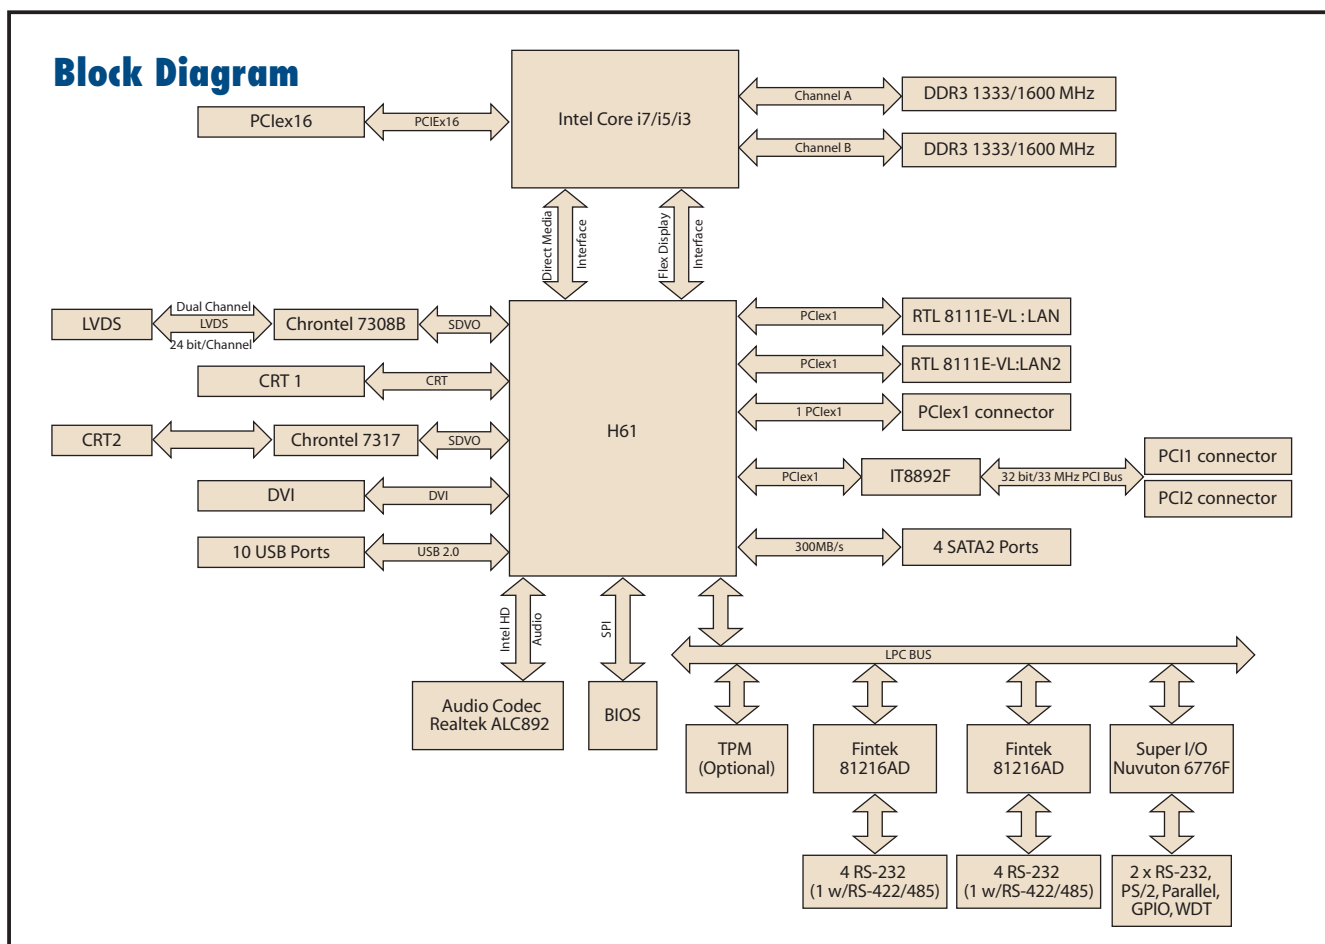 Block Diagram
PCIex16
PCIEx16
Intel Core i7/i5/i3
Channel A
DDR3 1333/1600 MHz
Channel B
DDR3 1333/1600 MHz
Direct Media
Interface
Flex Display
Interface
LVDS
Dual Channel
LVDS
24 bit/Channel
Chrontel 7308B
SDVO
CRT 1
CRT
CRT2
Chrontel 7317
SDVO
DVI
DVI
10 USB Ports
USB 2.0
H61
PCIex1
RTL 8111E-VL : LAN
PCIex1
RTL 8111E-VL:LAN2
1 PCIex1
PCIex1 connector
PCIex1
IT8892F
32 bit/33 MHz PCI Bus
PCI1 connector
PCI2 connector
300MB/s
4 SATA2 Ports
Intel HD
Audio
SPI
LPC BUS
Audio Codec
Realtek ALC892
BIOS
TPM
(Optional)
Fintek
81216AD
Fintek
81216AD
Super I/O
Nuvuton 6776F
4 RS-232
(1 w/RS-422/485)
4 RS-232
(1 w/RS-422/485)
2 x RS-232,
PS/2, Parallel,
GPIO, WDT